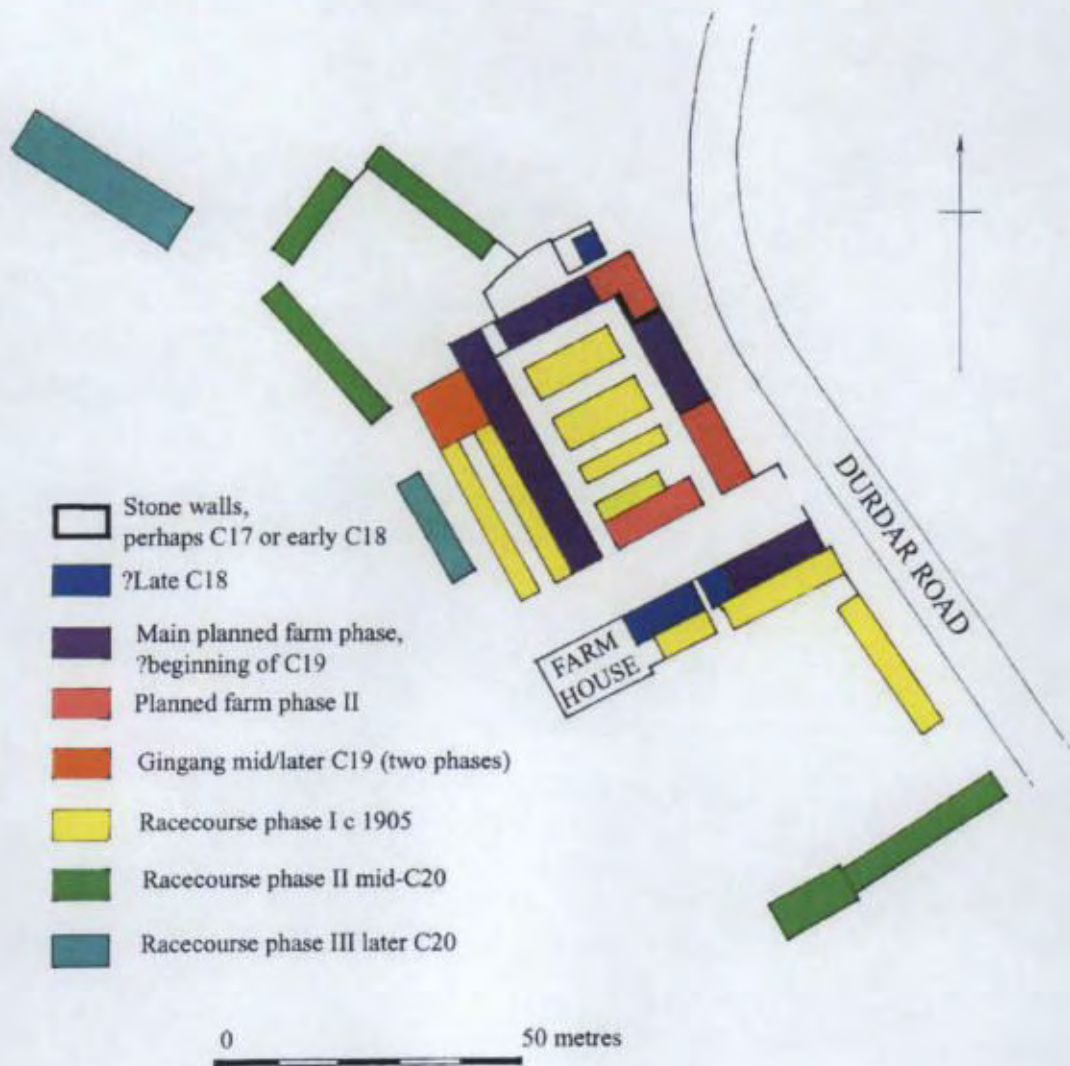 DURDAR ROAD
FARM
HOUSE
Stone walls,
perhaps C17 or early C18
?Late C18
Main planned farm phase,
?beginning of C19
Planned farm phase II
Gingang mid/later C19 (two phases)
Racecourse phase I c 1905
Racecourse phase II mid-C20
Racecourse phase III later C20
0 50 metres